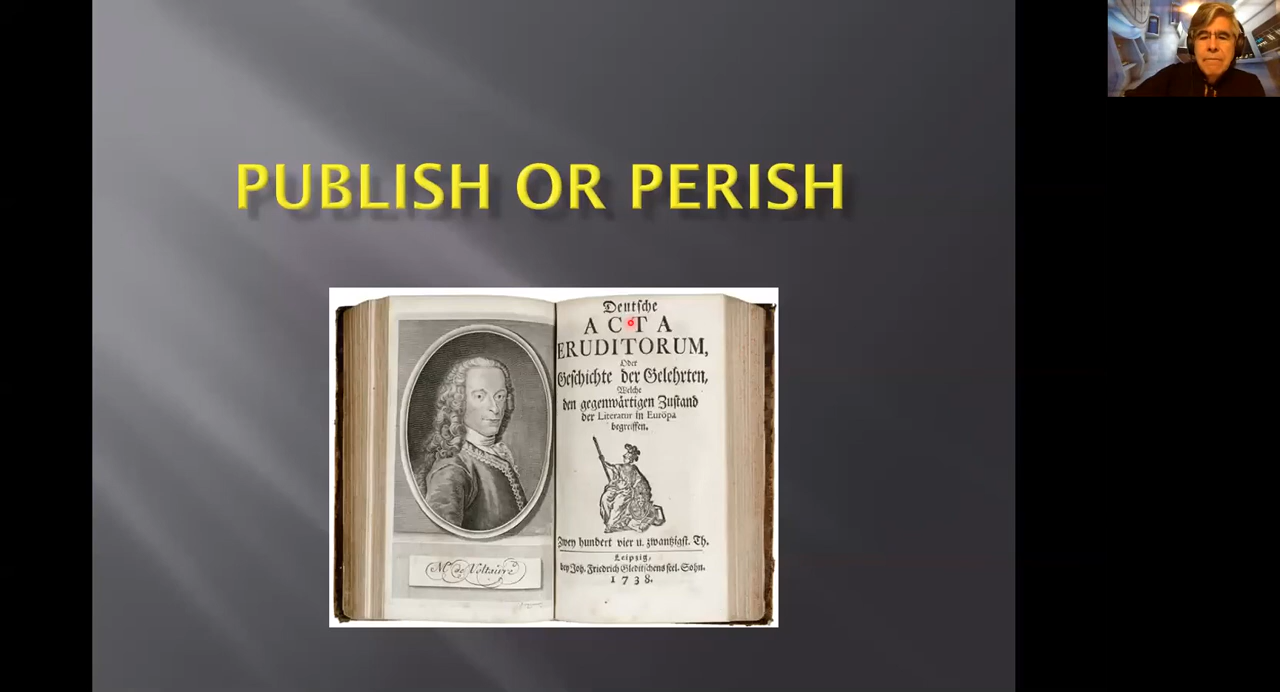 PUBLISH OR PERISH
Deutsche
ACTA
ERUDITORUM,
Oder
Geschichte der Gelehrten,
Welche
den gegenwärtigen Zustand
der Literatur in Europa
begreiffen.
Zwey hundert vier u. zwantzigst. Th.
Leipzig,
bey Joh. Friedrich Gleditschens seel. Sohn.
1738.
Mr. de Voltaire